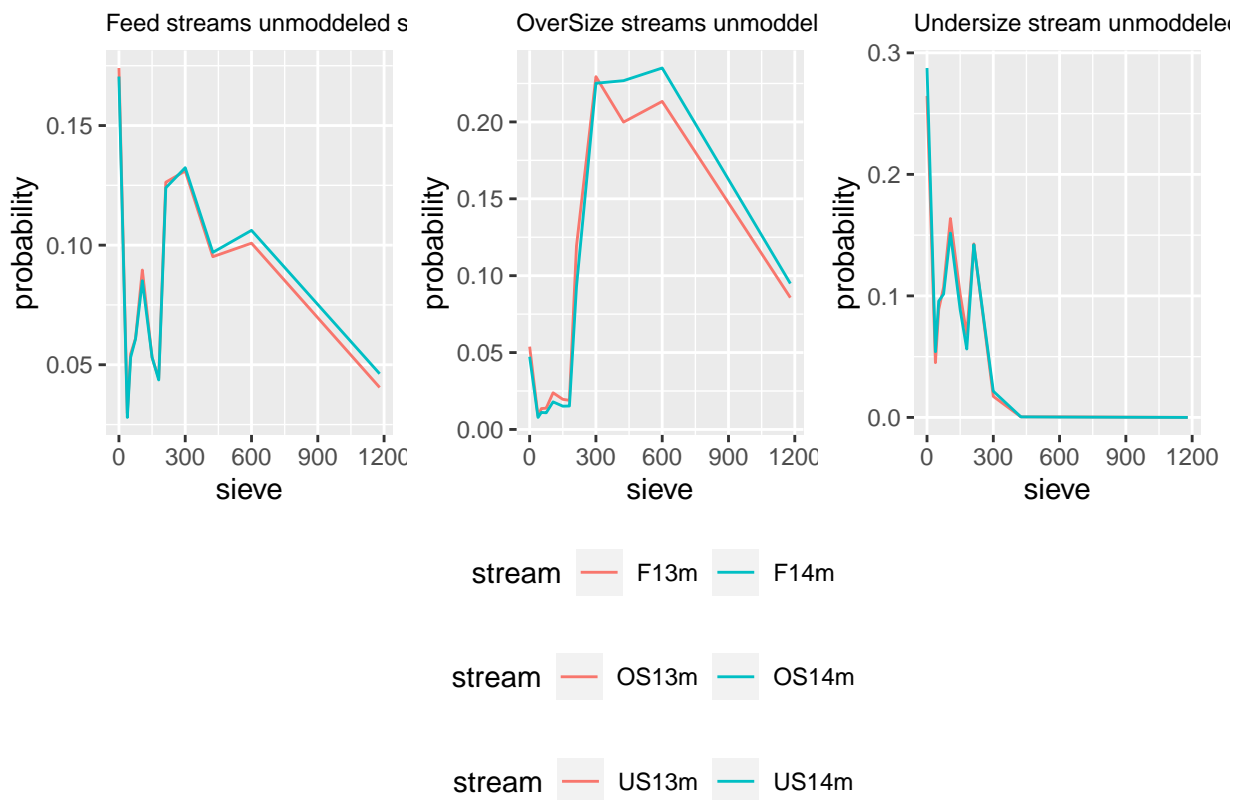 Feed streams unmoddeled s
OverSize streams unmoddel
Undersize stream unmoddeled
probability
0.15
0.10
0.05
0 300 600 900 1200
sieve
probability
0.20
0.15
0.10
0.05
0.00
0 300 600 900 1200
sieve
probability
0.3
0.2
0.1
0.0
0 300 600 900 1200
sieve
stream F13m F14m
stream OS13m OS14m
stream US13m US14m